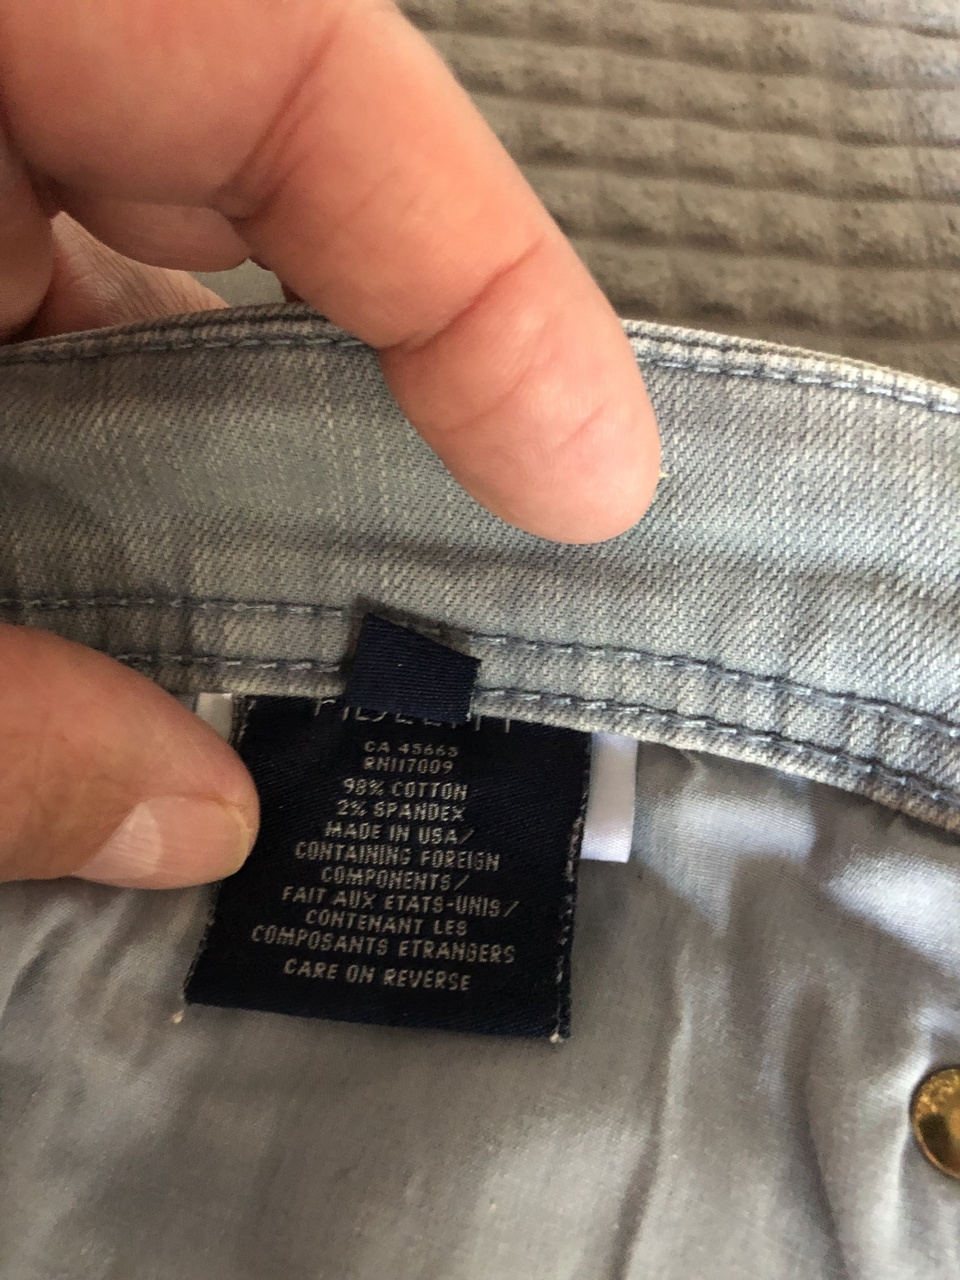 CA 45665
RN117009
98% COTTON
2% SPANDEX
MADE IN USA/
CONTAINING FOREIGN
COMPONENTS/
FAIT AUX ETATS-UNIS/
CONTENANT LES
COMPOSANTS ETRANGERS
CARE ON REVERSE